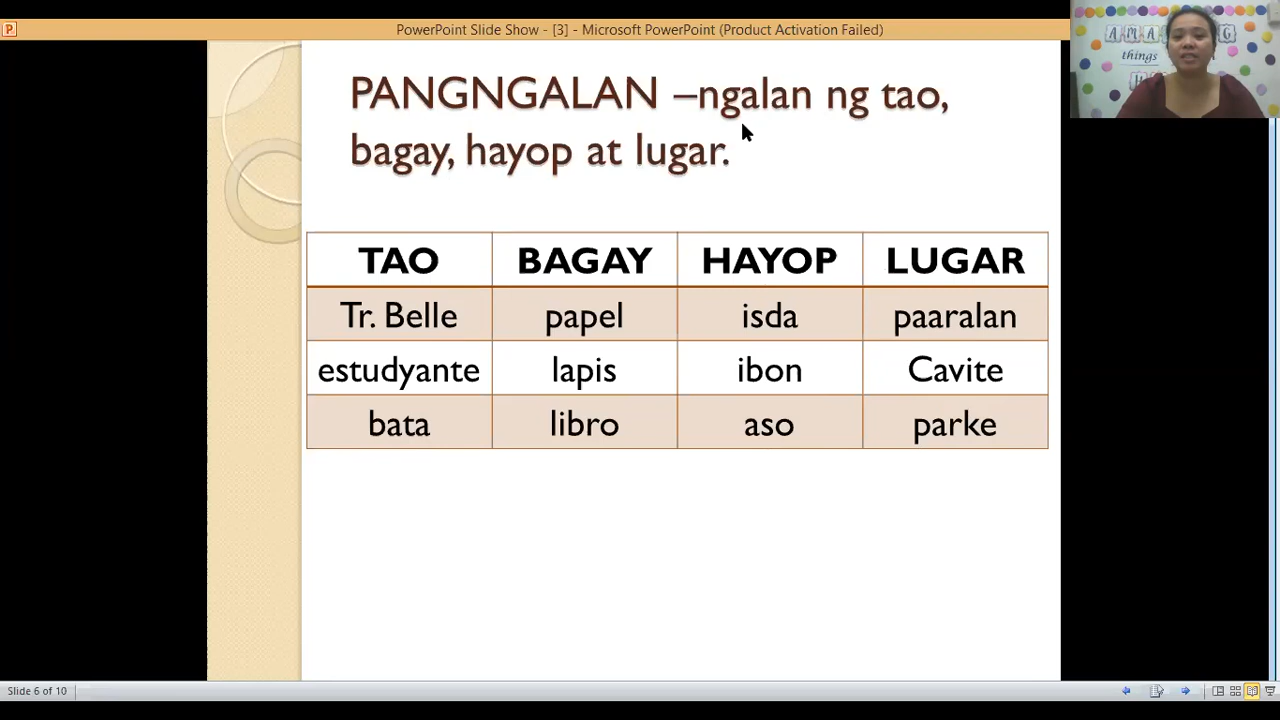 PowerPoint Slide Show - [3] - Microsoft PowerPoint (Product Activation Failed)
AMAZING
things
PANGNGALAN –ngalan ng tao,
bagay, hayop at lugar.
TAO BAGAY HAYOP LUGAR
Tr. Belle papel isda paaralan
estudyante lapis ibon Cavite
bata libro aso parke
Slide 6 of 10